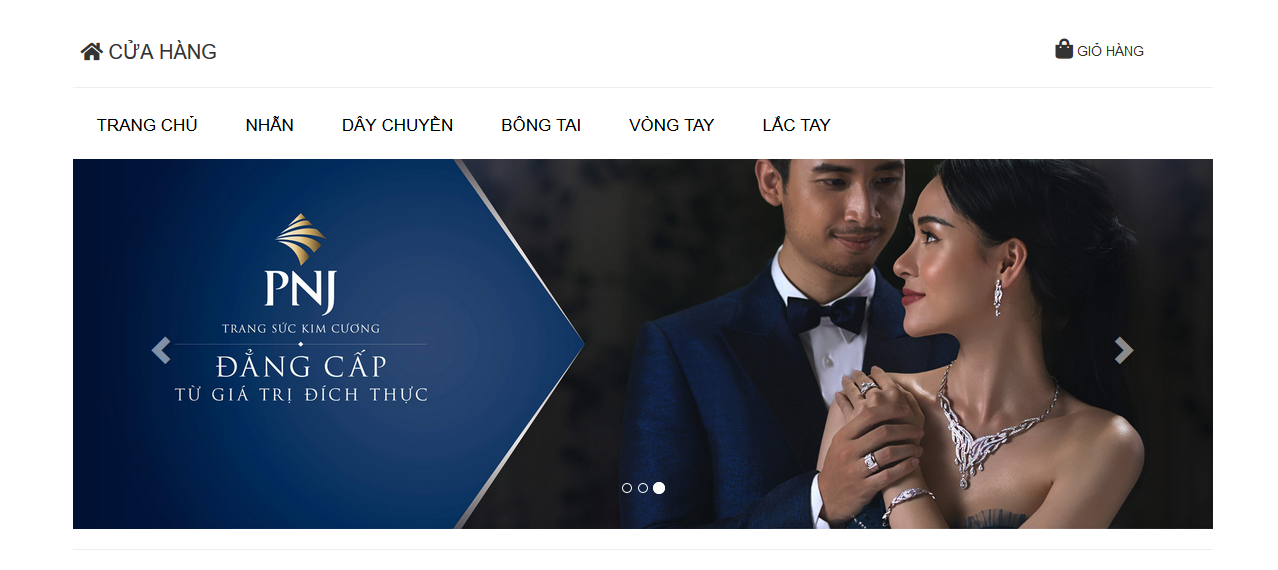 CỬA HÀNG
GIỎ HÀNG
TRANG CHỦ NHẪN DÂY CHUYỀN BÔNG TAI VÒNG TAY LẮC TAY
PNJ
TRANG SỨC KIM CƯƠNG
ĐẲNG CẤP
TỪ GIÁ TRỊ ĐÍCH THỰC